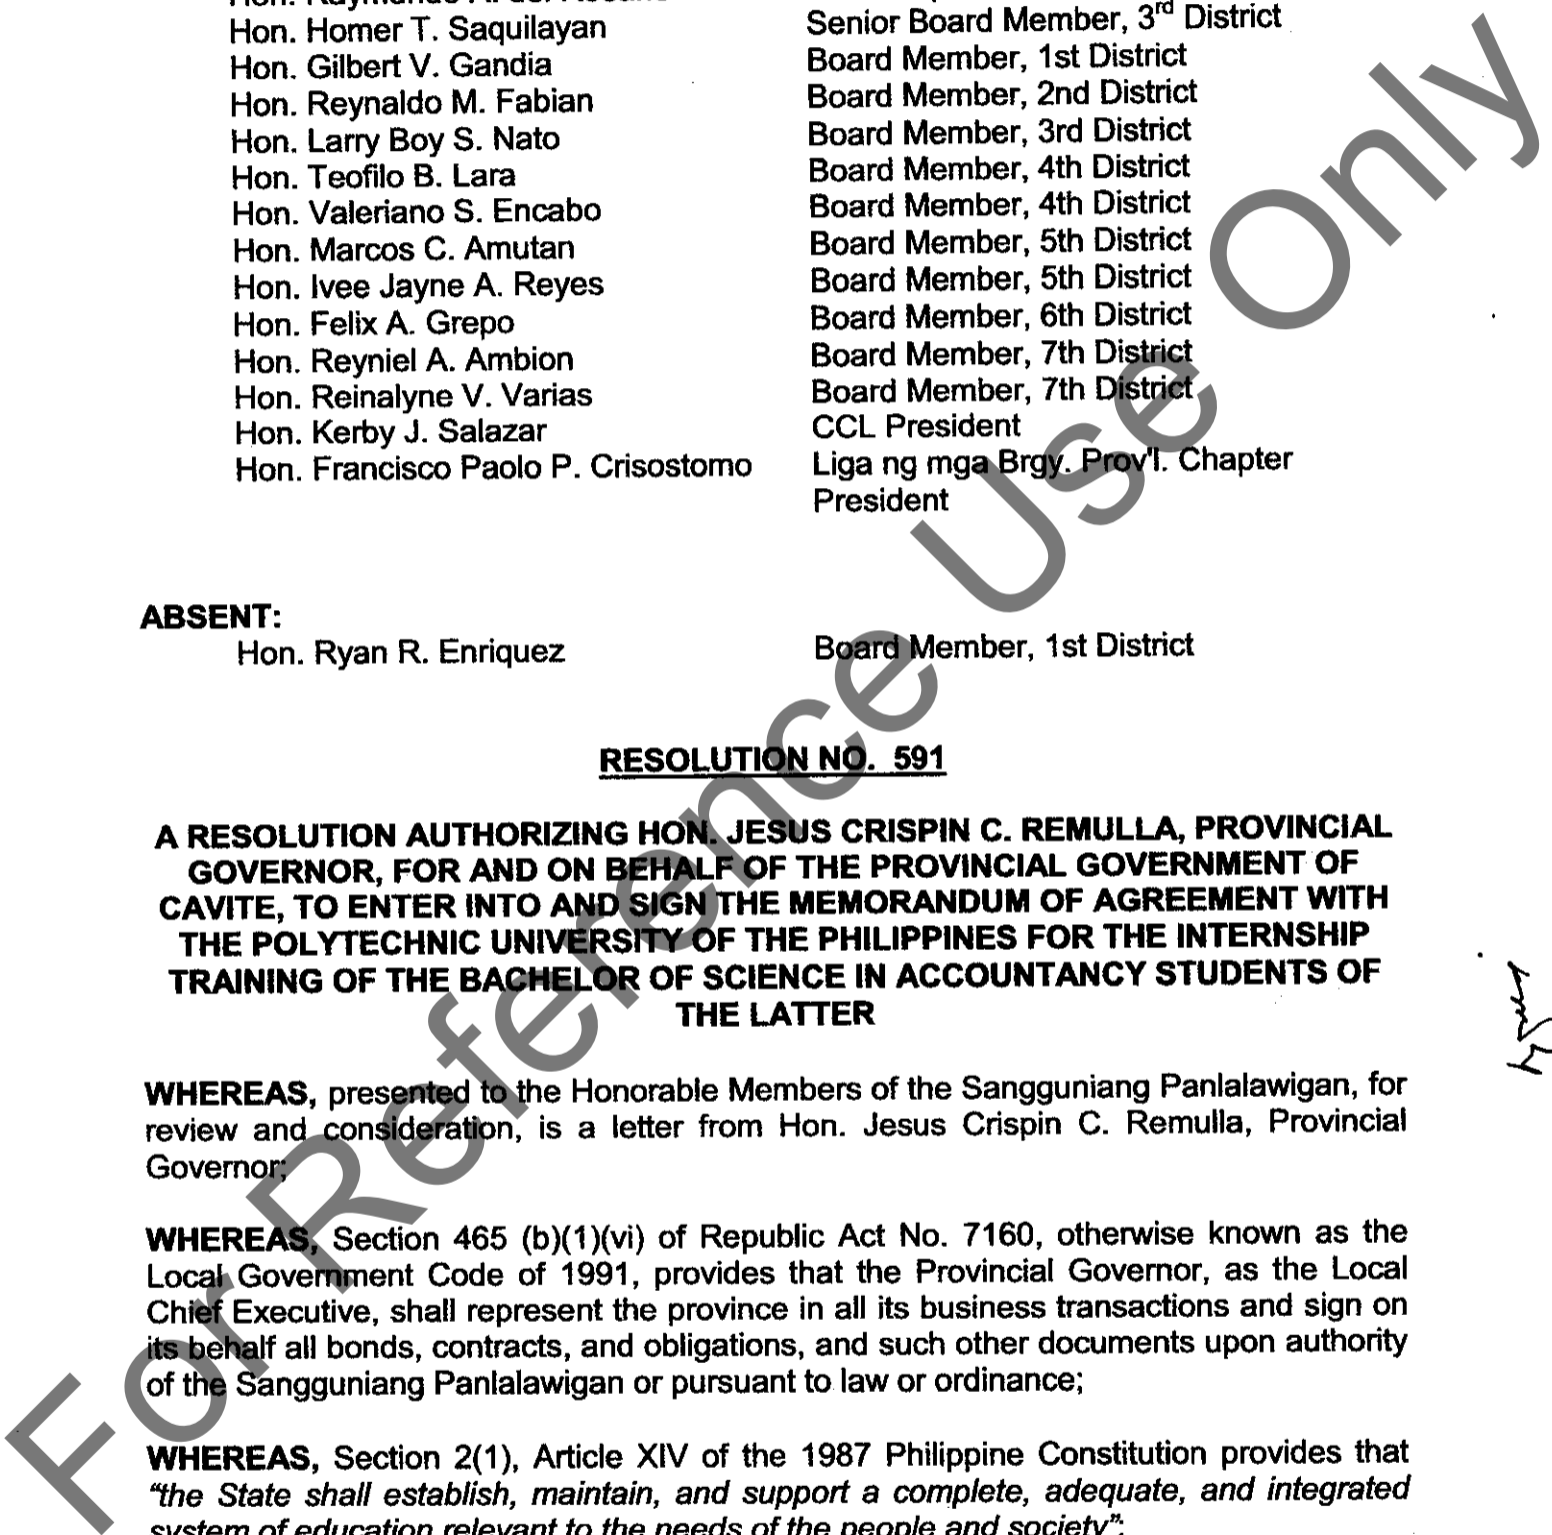 Hon. Homer T. Saquilayan Senior Board Member, 3rd District
Hon. Gilbert V. Gandia Board Member, 1st District
Hon. Reynaldo M. Fabian Board Member, 2nd District
Hon. Larry Boy S. Nato Board Member, 3rd District
Hon. Teofilo B. Lara Board Member, 4th District
Hon. Valeriano S. Encabo Board Member, 4th District
Hon. Marcos C. Amutan Board Member, 5th District
Hon. Ivee Jayne A. Reyes Board Member, 5th District
Hon. Felix A. Grepo Board Member, 6th District
Hon. Reyniel A. Ambion Board Member, 7th District
Hon. Reinalyne V. Varias Board Member, 7th District
Hon. Kerby J. Salazar CCL President
Hon. Francisco Paolo P. Crisostomo Liga ng mga Brgy. Prov'l. Chapter
President
ABSENT:
Hon. Ryan R. Enriquez Board Member, 1st District
RESOLUTION NO. 591
A RESOLUTION AUTHORIZING HON. JESUS CRISPIN C. REMULLA, PROVINCIAL
GOVERNOR, FOR AND ON BEHALF OF THE PROVINCIAL GOVERNMENT OF
CAVITE, TO ENTER INTO AND SIGN THE MEMORANDUM OF AGREEMENT WITH
THE POLYTECHNIC UNIVERSITY OF THE PHILIPPINES FOR THE INTERNSHIP
TRAINING OF THE BACHELOR OF SCIENCE IN ACCOUNTANCY STUDENTS OF
THE LATTER
WHEREAS, presented to the Honorable Members of the Sangguniang Panlalawigan, for
review and consideration, is a letter from Hon. Jesus Crispin C. Remulla, Provincial
Governor;
WHEREAS, Section 465 (b)(1)(vi) of Republic Act No. 7160, otherwise known as the
Local Government Code of 1991, provides that the Provincial Governor, as the Local
Chief Executive, shall represent the province in all its business transactions and sign on
its behalf all bonds, contracts, and obligations, and such other documents upon authority
of the Sangguniang Panlalawigan or pursuant to law or ordinance;
WHEREAS, Section 2(1), Article XIV of the 1987 Philippine Constitution provides that
"the State shall establish, maintain, and support a complete, adequate, and integrated
system of education relevant to the needs of the people and society";
For Reference Use Only